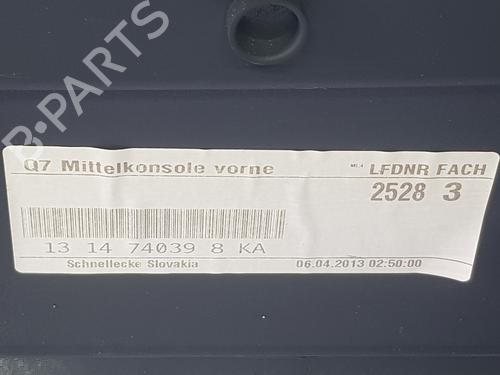 B-PARTS
Q7 Mittelkonsole vorne
LFDNR FACH
2528 3
13 14 74039 8 KA
Schnellecke Slovakia
06.04.2013 02:50:00